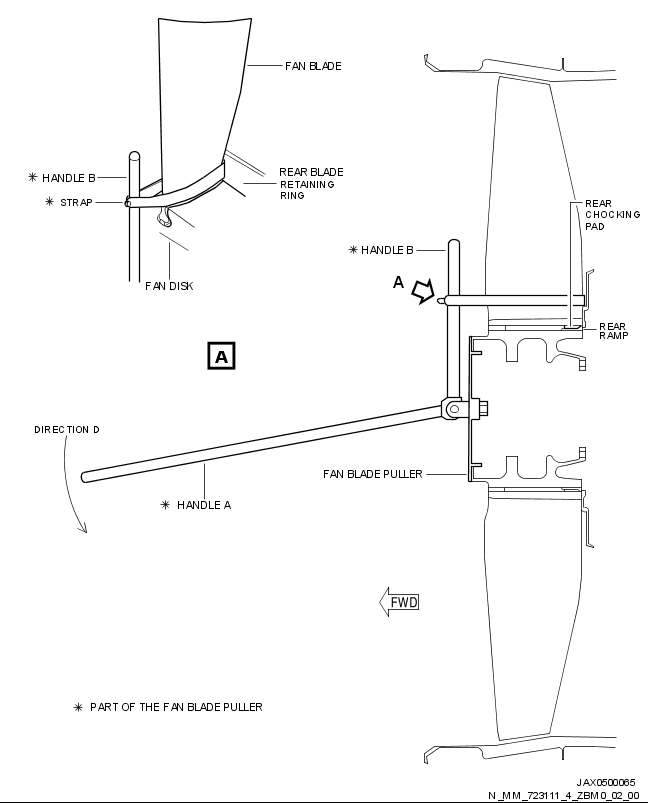 FAN BLADE
REAR BLADE
RETAINING
RING
✳ HANDLE B
✳ STRAP
FAN DISK
A
REAR
CHOCKING
PAD
✳ HANDLE B
A
REAR
RAMP
DIRECTION D
FAN BLADE PULLER
✳ HANDLE A
FWD
✳ PART OF THE FAN BLADE PULLER
JAX0500065
N_MM_723111_4_ZBM0_02_00